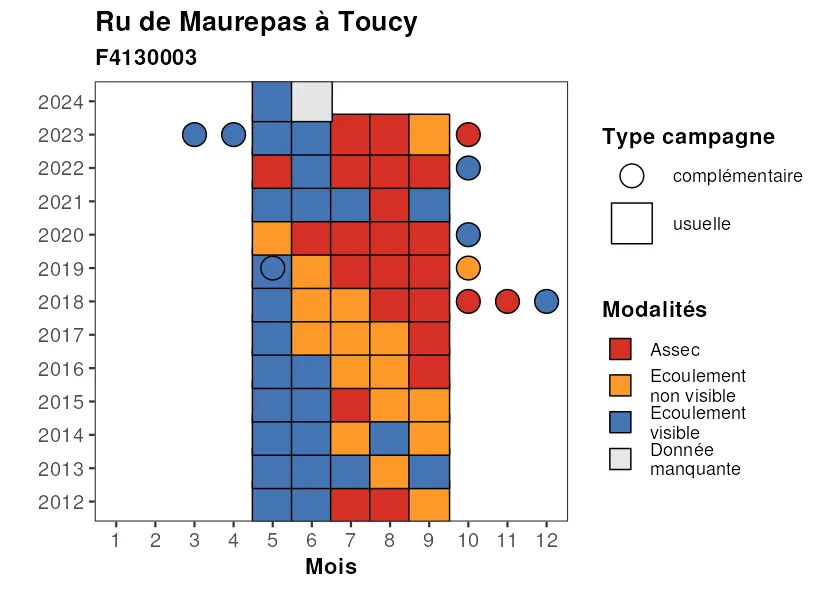 Ru de Maurepas à Toucy
F4130003
2024
2023
2022
2021
2020
2019
2018
2017
2016
2015
2014
2013
2012
1 2 3 4 5 6 7 8 9 10 11 12
Mois
Type campagne
complémentaire
usuelle
Modalités
Assec
Ecoulement
non visible
Ecoulement
visible
Donnée
manquante